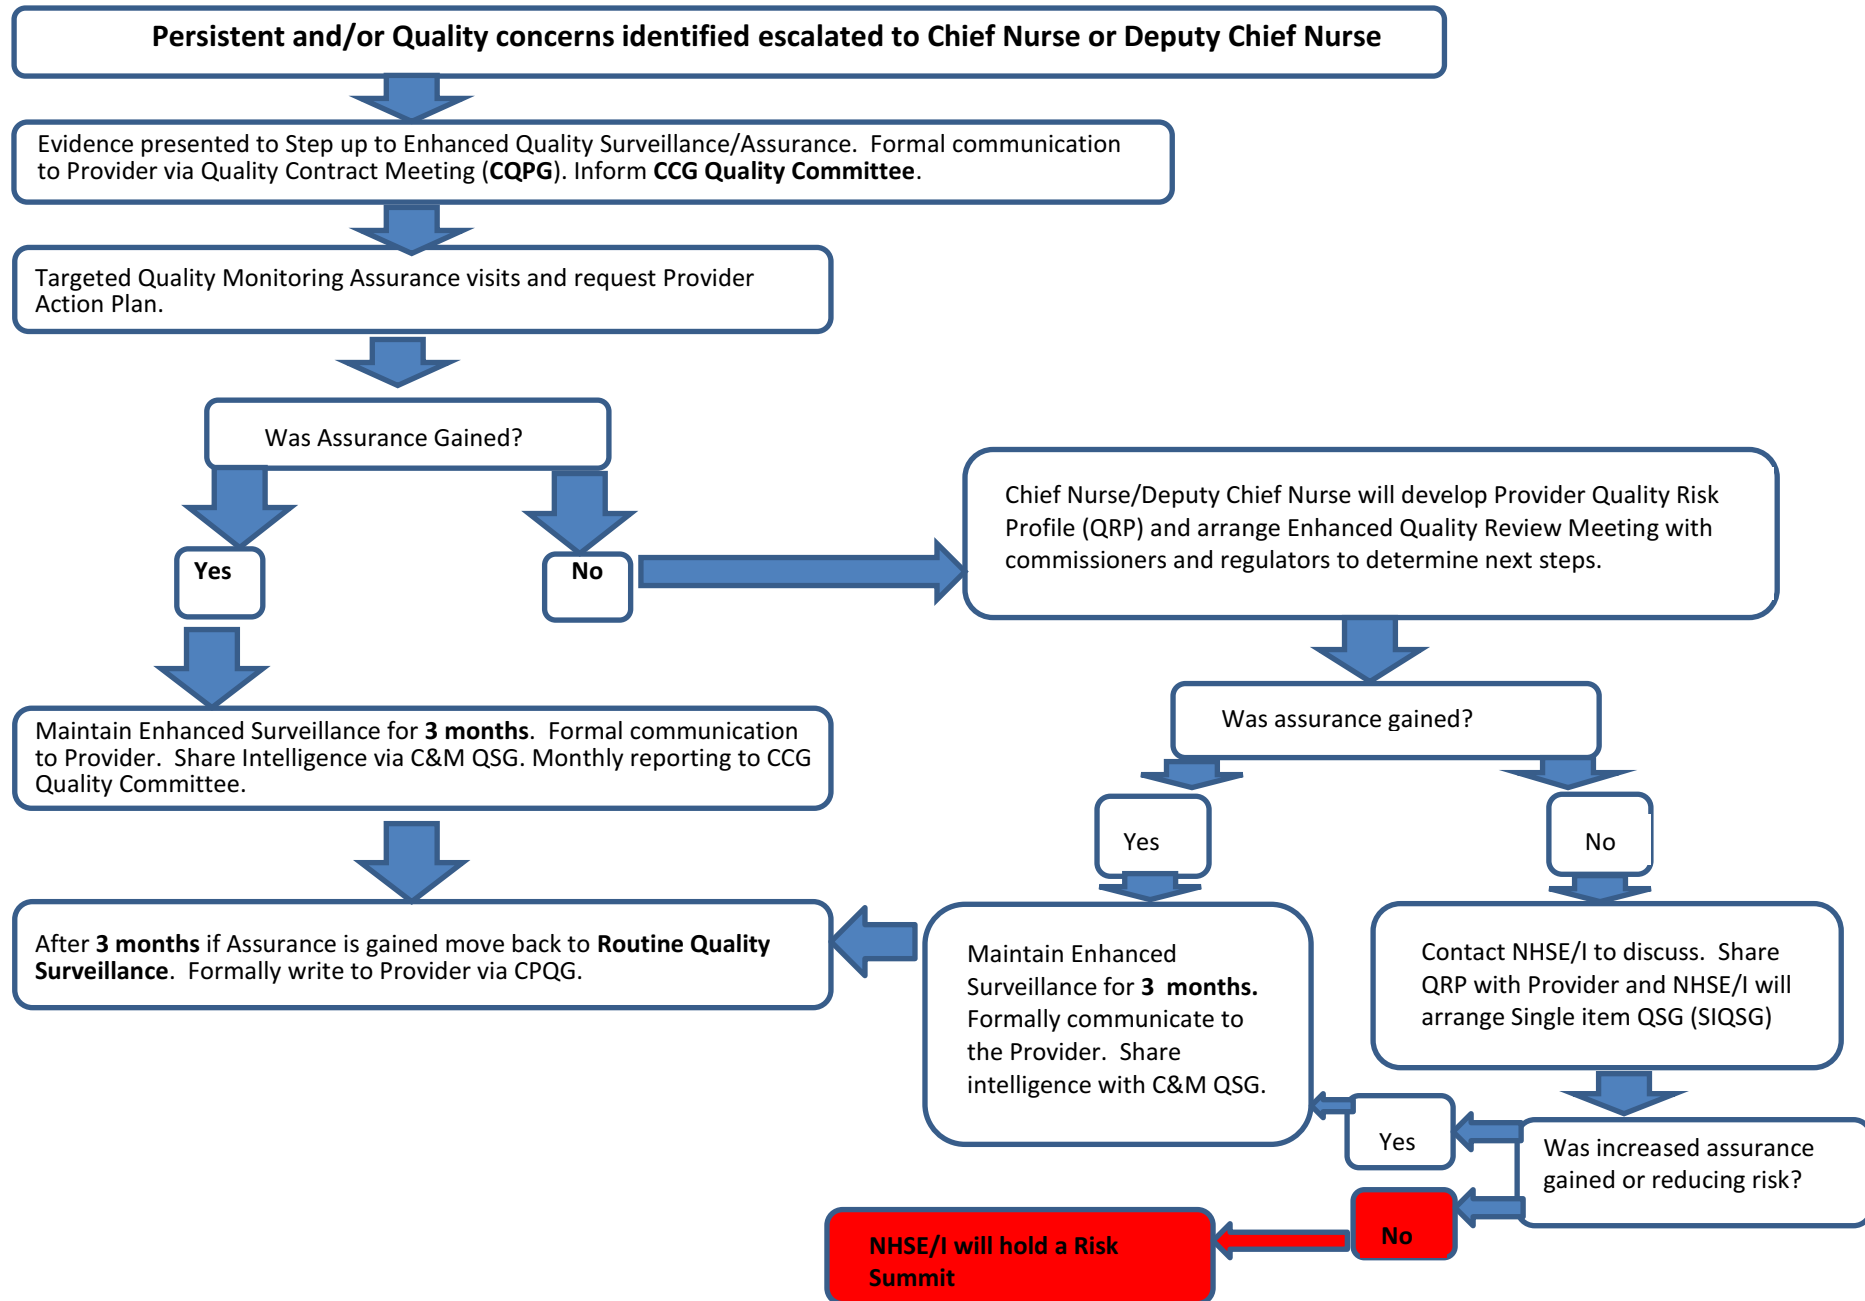 Persistent and/or Quality concerns identified escalated to Chief Nurse or Deputy Chief Nurse
Evidence presented to Step up to Enhanced Quality Surveillance/Assurance.  Formal communication
to Provider via Quality Contract Meeting (CQPG). Inform CCG Quality Committee.
Targeted Quality Monitoring Assurance visits and request Provider
Action Plan.
Was Assurance Gained?
Yes
No
Chief Nurse/Deputy Chief Nurse will develop Provider Quality Risk
Profile (QRP) and arrange Enhanced Quality Review Meeting with
commissioners and regulators to determine next steps.
Maintain Enhanced Surveillance for 3 months.  Formal communication
to Provider.  Share Intelligence via C&M QSG. Monthly reporting to CCG
Quality Committee.
Was assurance gained?
Yes
No
After 3 months if Assurance is gained move back to Routine Quality
Surveillance.  Formally write to Provider via CPQG.
Maintain Enhanced
Surveillance for 3  months.
Formally communicate to
the Provider.  Share
intelligence with C&M QSG.
Contact NHSE/I to discuss.  Share
QRP with Provider and NHSE/I will
arrange Single item QSG (SIQSG)
Yes
Was increased assurance
gained or reducing risk?
No
NHSE/I will hold a Risk
Summit